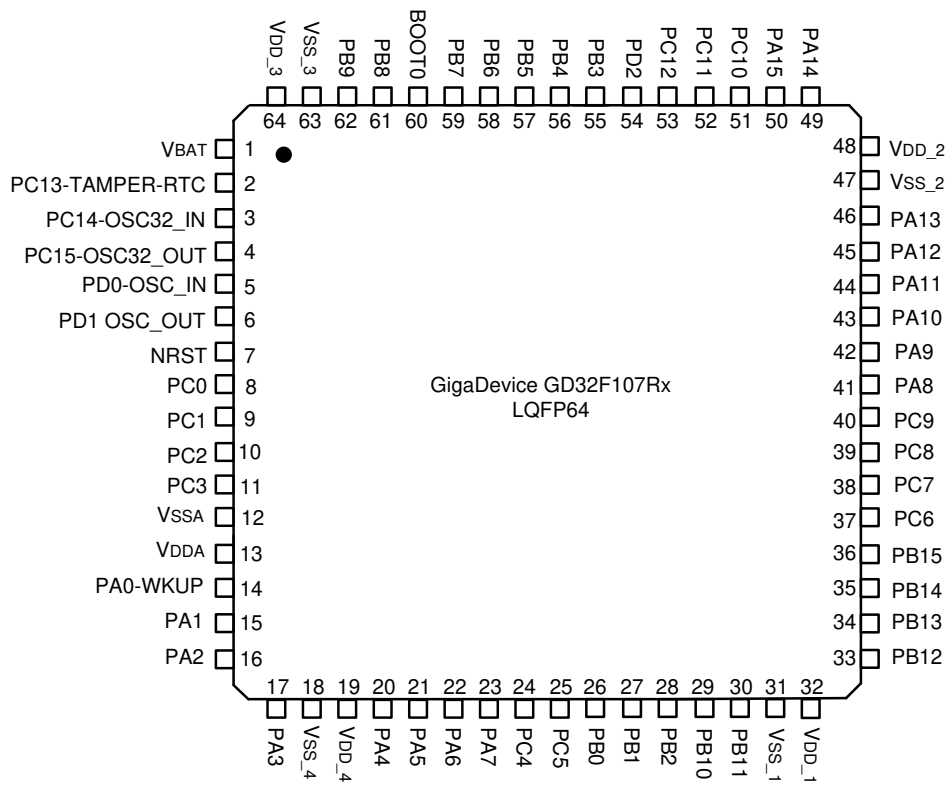 VDD_3
VSS_3
PB9
PB8
BOOT0
PB7
PB6
PB5
PB4
PB3
PD2
PC12
PC11
PC10
PA15
PA14
64 63 62 61 60 59 58 57 56 55 54 53 52 51 50 49
VBAT 1
PC13-TAMPER-RTC 2
PC14-OSC32_IN 3
PC15-OSC32_OUT 4
PD0-OSC_IN 5
PD1 OSC_OUT 6
NRST 7
PC0 8
PC1 9
PC2 10
PC3 11
VSSA 12
VDDA 13
PA0-WKUP 14
PA1 15
PA2 16
GigaDevice GD32F107Rx
LQFP64
48 VDD_2
47 VSS_2
46 PA13
45 PA12
44 PA11
43 PA10
42 PA9
41 PA8
40 PC9
39 PC8
38 PC7
37 PC6
36 PB15
35 PB14
34 PB13
33 PB12
17 18 19 20 21 22 23 24 25 26 27 28 29 30 31 32
PA3
VSS_4
VDD_4
PA4
PA5
PA6
PA7
PC4
PC5
PB0
PB1
PB2
PB10
PB11
VSS_1
VDD_1